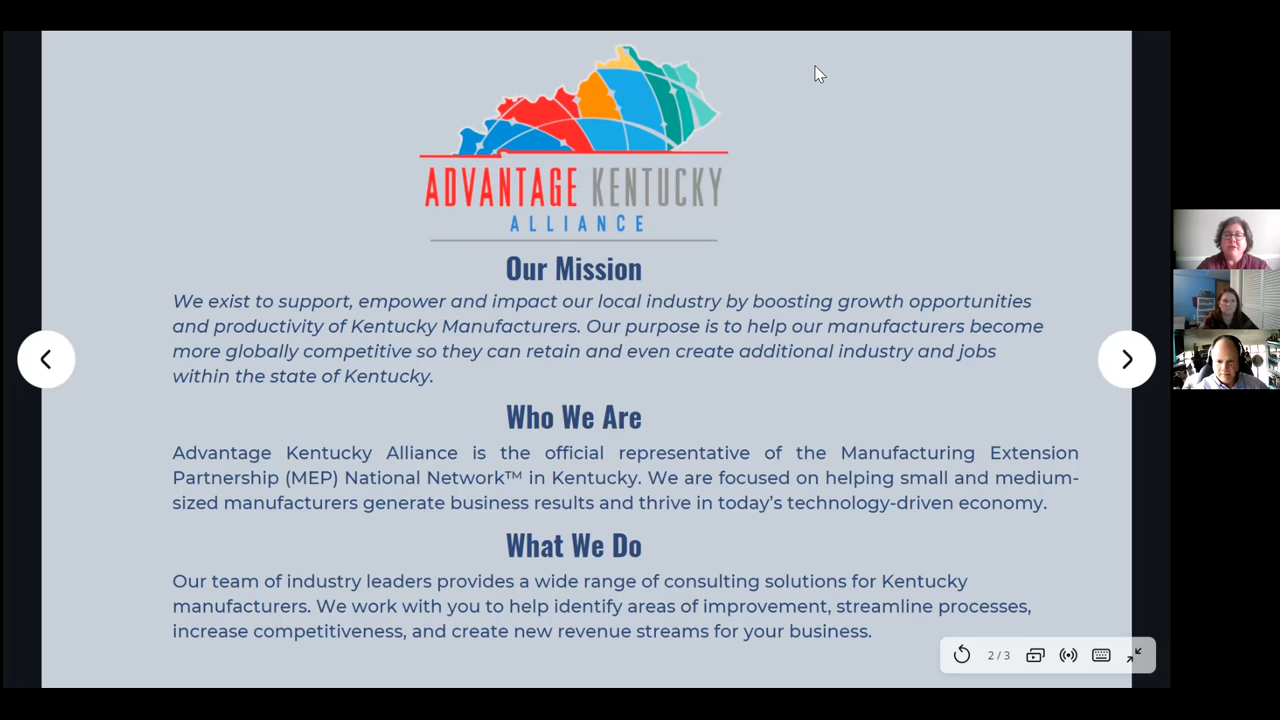 ADVANTAGE KENTUCKY
ALLIANCE
Our Mission
We exist to support, empower and impact our local industry by boosting growth opportunities
and productivity of Kentucky Manufacturers. Our purpose is to help our manufacturers become
more globally competitive so they can retain and even create additional industry and jobs
within the state of Kentucky.
Who We Are
Advantage Kentucky Alliance is the official representative of the Manufacturing Extension
Partnership (MEP) National Network™ in Kentucky. We are focused on helping small and medium-
sized manufacturers generate business results and thrive in today's technology-driven economy.
What We Do
Our team of industry leaders provides a wide range of consulting solutions for Kentucky
manufacturers. We work with you to help identify areas of improvement, streamline processes,
increase competitiveness, and create new revenue streams for your business.
2 / 3